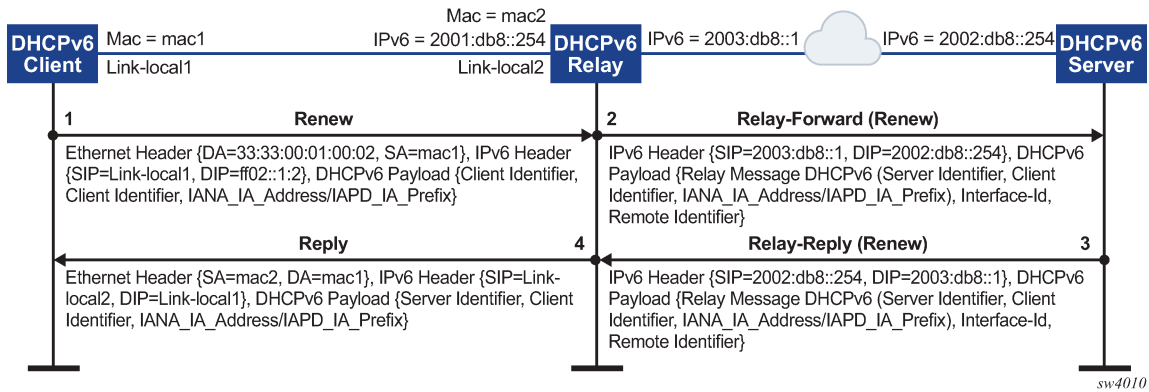 Mac = mac2
DHCPv6
Client
Mac = mac1
IPv6 = 2001:db8::254
DHCPv6
Relay
IPv6 = 2003:db8::1
IPv6 = 2002:db8::254
DHCPv6
Server
Link-local1
Link-local2
1
Renew
2
Relay-Forward (Renew)
Ethernet Header {DA=33:33:00:01:00:02, SA=mac1}, IPv6 Header
{SIP=Link-local1, DIP=ff02::1:2}, DHCPv6 Payload {Client Identifier,
Client Identifier, IANA_IA_Address/IAPD_IA_Prefix}
IPv6 Header {SIP=2003:db8::1, DIP=2002:db8::254}, DHCPv6
Payload {Relay Message DHCPv6 (Server Identifier, Client
Identifier, IANA_IA_Address/IAPD_IA_Prefix), Interface-Id,
Remote Identifier}
Reply
4
Relay-Reply (Renew)
3
Ethernet Header {SA=mac2, DA=mac1}, IPv6 Header {SIP=Link-
local2, DIP=Link-local1}, DHCPv6 Payload {Server Identifier, Client
Identifier, IANA_IA_Address/IAPD_IA_Prefix}
IPv6 Header {SIP=2002:db8::254, DIP=2003:db8::1}, DHCPv6
Payload {Relay Message DHCPv6 (Server Identifier, Client
Identifier, IANA_IA_Address/IAPD_IA_Prefix), Interface-Id,
Remote Identifier}
sw4010